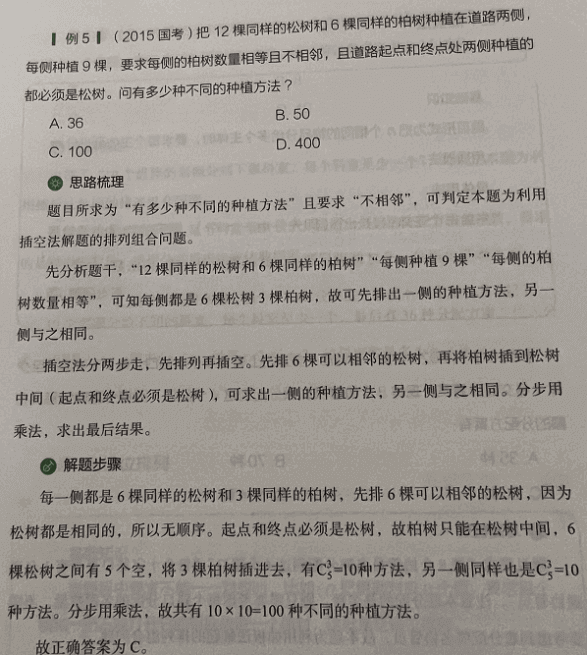 例 5 （2015 国考）把 12 棵同样的松树和 6 棵同样的柏树种植在道路两侧，
每侧种植 9 棵，要求每侧的柏树数量相等且不相邻，且道路起点和终点处两侧种植的
都必须是松树。问有多少种不同的种植方法？
A. 36 B. 50
C. 100 D. 400
思路梳理
题目所求为“有多少种不同的种植方法”且要求“不相邻”，可判定本题为利用
插空法解题的排列组合问题。
先分析题干，“12 棵同样的松树和 6 棵同样的柏树”“每侧种植 9 棵”“每侧的柏
树数量相等”，可知每侧都是 6 棵松树 3 棵柏树，故可先排出一侧的种植方法，另一
侧与之相同。
插空法分两步走，先排列再插空。先排 6 棵可以相邻的松树，再将柏树插到松树
中间（起点和终点必须是松树），可求出一侧的种植方法，另一侧与之相同。分步用
乘法，求出最后结果。
解题步骤
每一侧都是 6 棵同样的松树和 3 棵同样的柏树，先排 6 棵可以相邻的松树，因为
松树都是相同的，所以无顺序。起点和终点必须是松树，故柏树只能在松树中间，6
棵松树之间有 5 个空，将 3 棵柏树插进去，有C₅³=10种方法，另一侧同样也是C₅³=10
种方法。分步用乘法，故共有 10 × 10=100 种不同的种植方法。
故正确答案为 C。